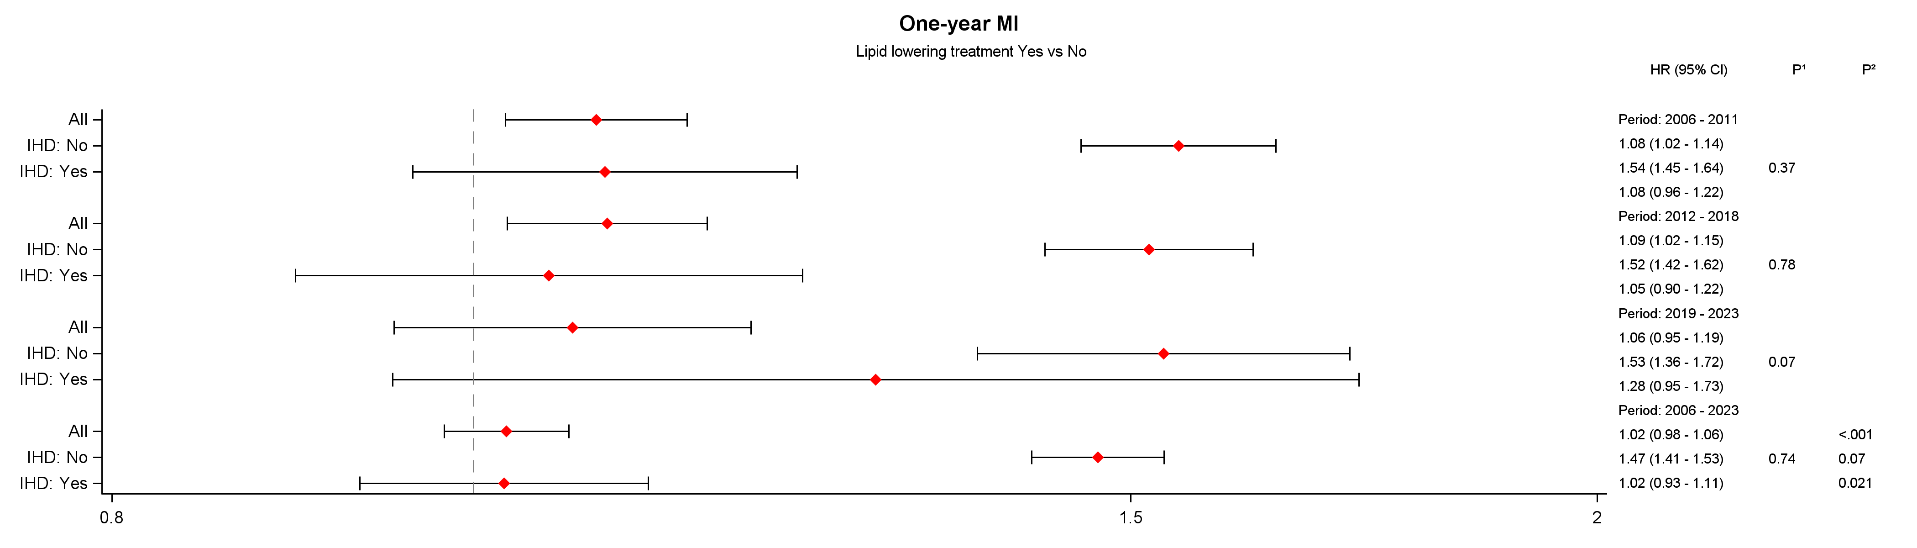 One-year MI
Lipid lowering treatment Yes vs No
HR (95% CI) P¹ P²
All
IHD: No
IHD: Yes
All
IHD: No
IHD: Yes
All
IHD: No
IHD: Yes
All
IHD: No
IHD: Yes
Period: 2006 - 2011
1.08 (1.02 - 1.14)
1.54 (1.45 - 1.64) 0.37
1.08 (0.96 - 1.22)
Period: 2012 - 2018
1.09 (1.02 - 1.15)
1.52 (1.42 - 1.62) 0.78
1.05 (0.90 - 1.22)
Period: 2019 - 2023
1.06 (0.95 - 1.19)
1.53 (1.36 - 1.72) 0.07
1.28 (0.95 - 1.73)
Period: 2006 - 2023
1.02 (0.98 - 1.06) <.001
1.47 (1.41 - 1.53) 0.74 0.07
1.02 (0.93 - 1.11) 0.021
0.8 1.5 2